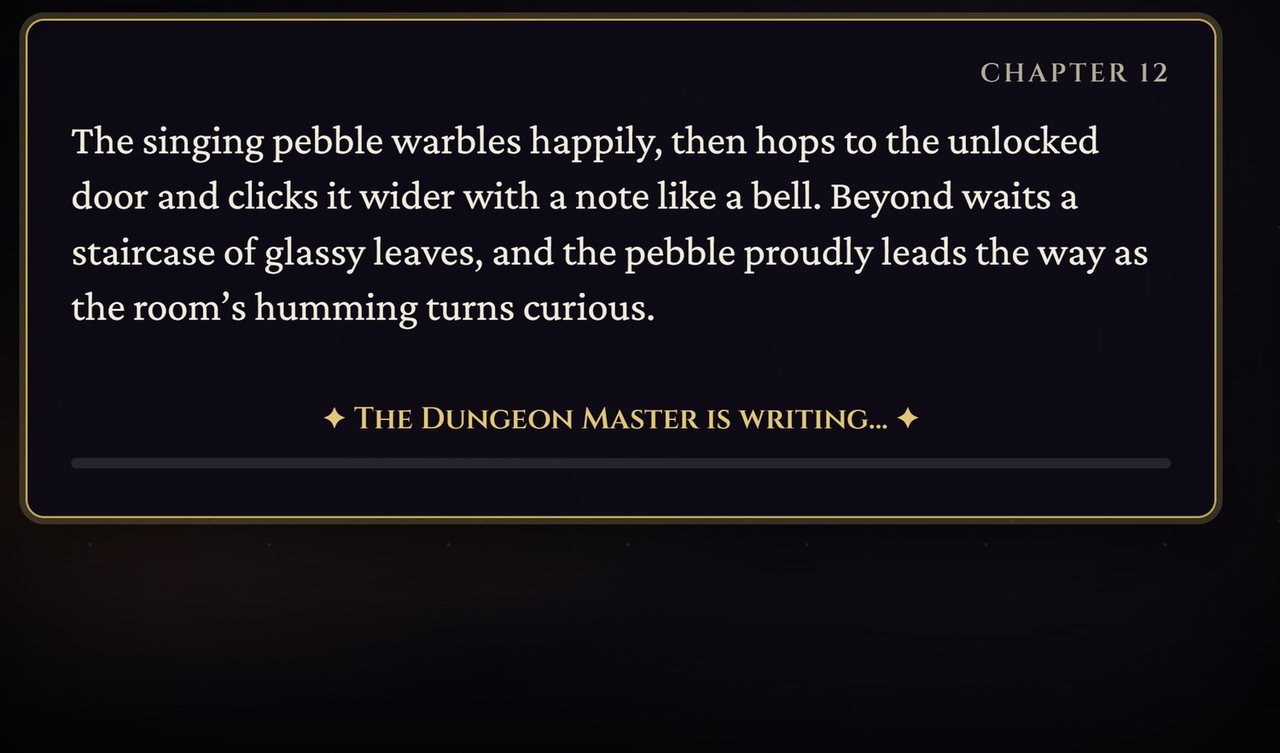 CHAPTER 12
The singing pebble warbles happily, then hops to the unlocked
door and clicks it wider with a note like a bell. Beyond waits a
staircase of glassy leaves, and the pebble proudly leads the way as
the room’s humming turns curious.
✦ The Dungeon Master is writing... ✦